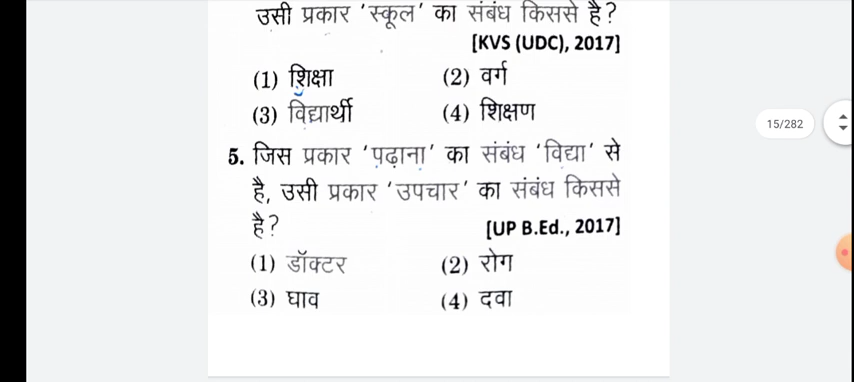 उसी प्रकार 'स्कूल' का संबंध किससे है?
[KVS (UDC), 2017]
(1) शिक्षा (2) वर्ग
(3) विद्यार्थी (4) शिक्षण
15/282
5. जिस प्रकार 'पढ़ाना' का संबंध 'विद्या' से
है, उसी प्रकार 'उपचार' का संबंध किससे
है? [UP B.Ed., 2017]
(1) डॉक्टर (2) रोग
(3) घाव (4) दवा